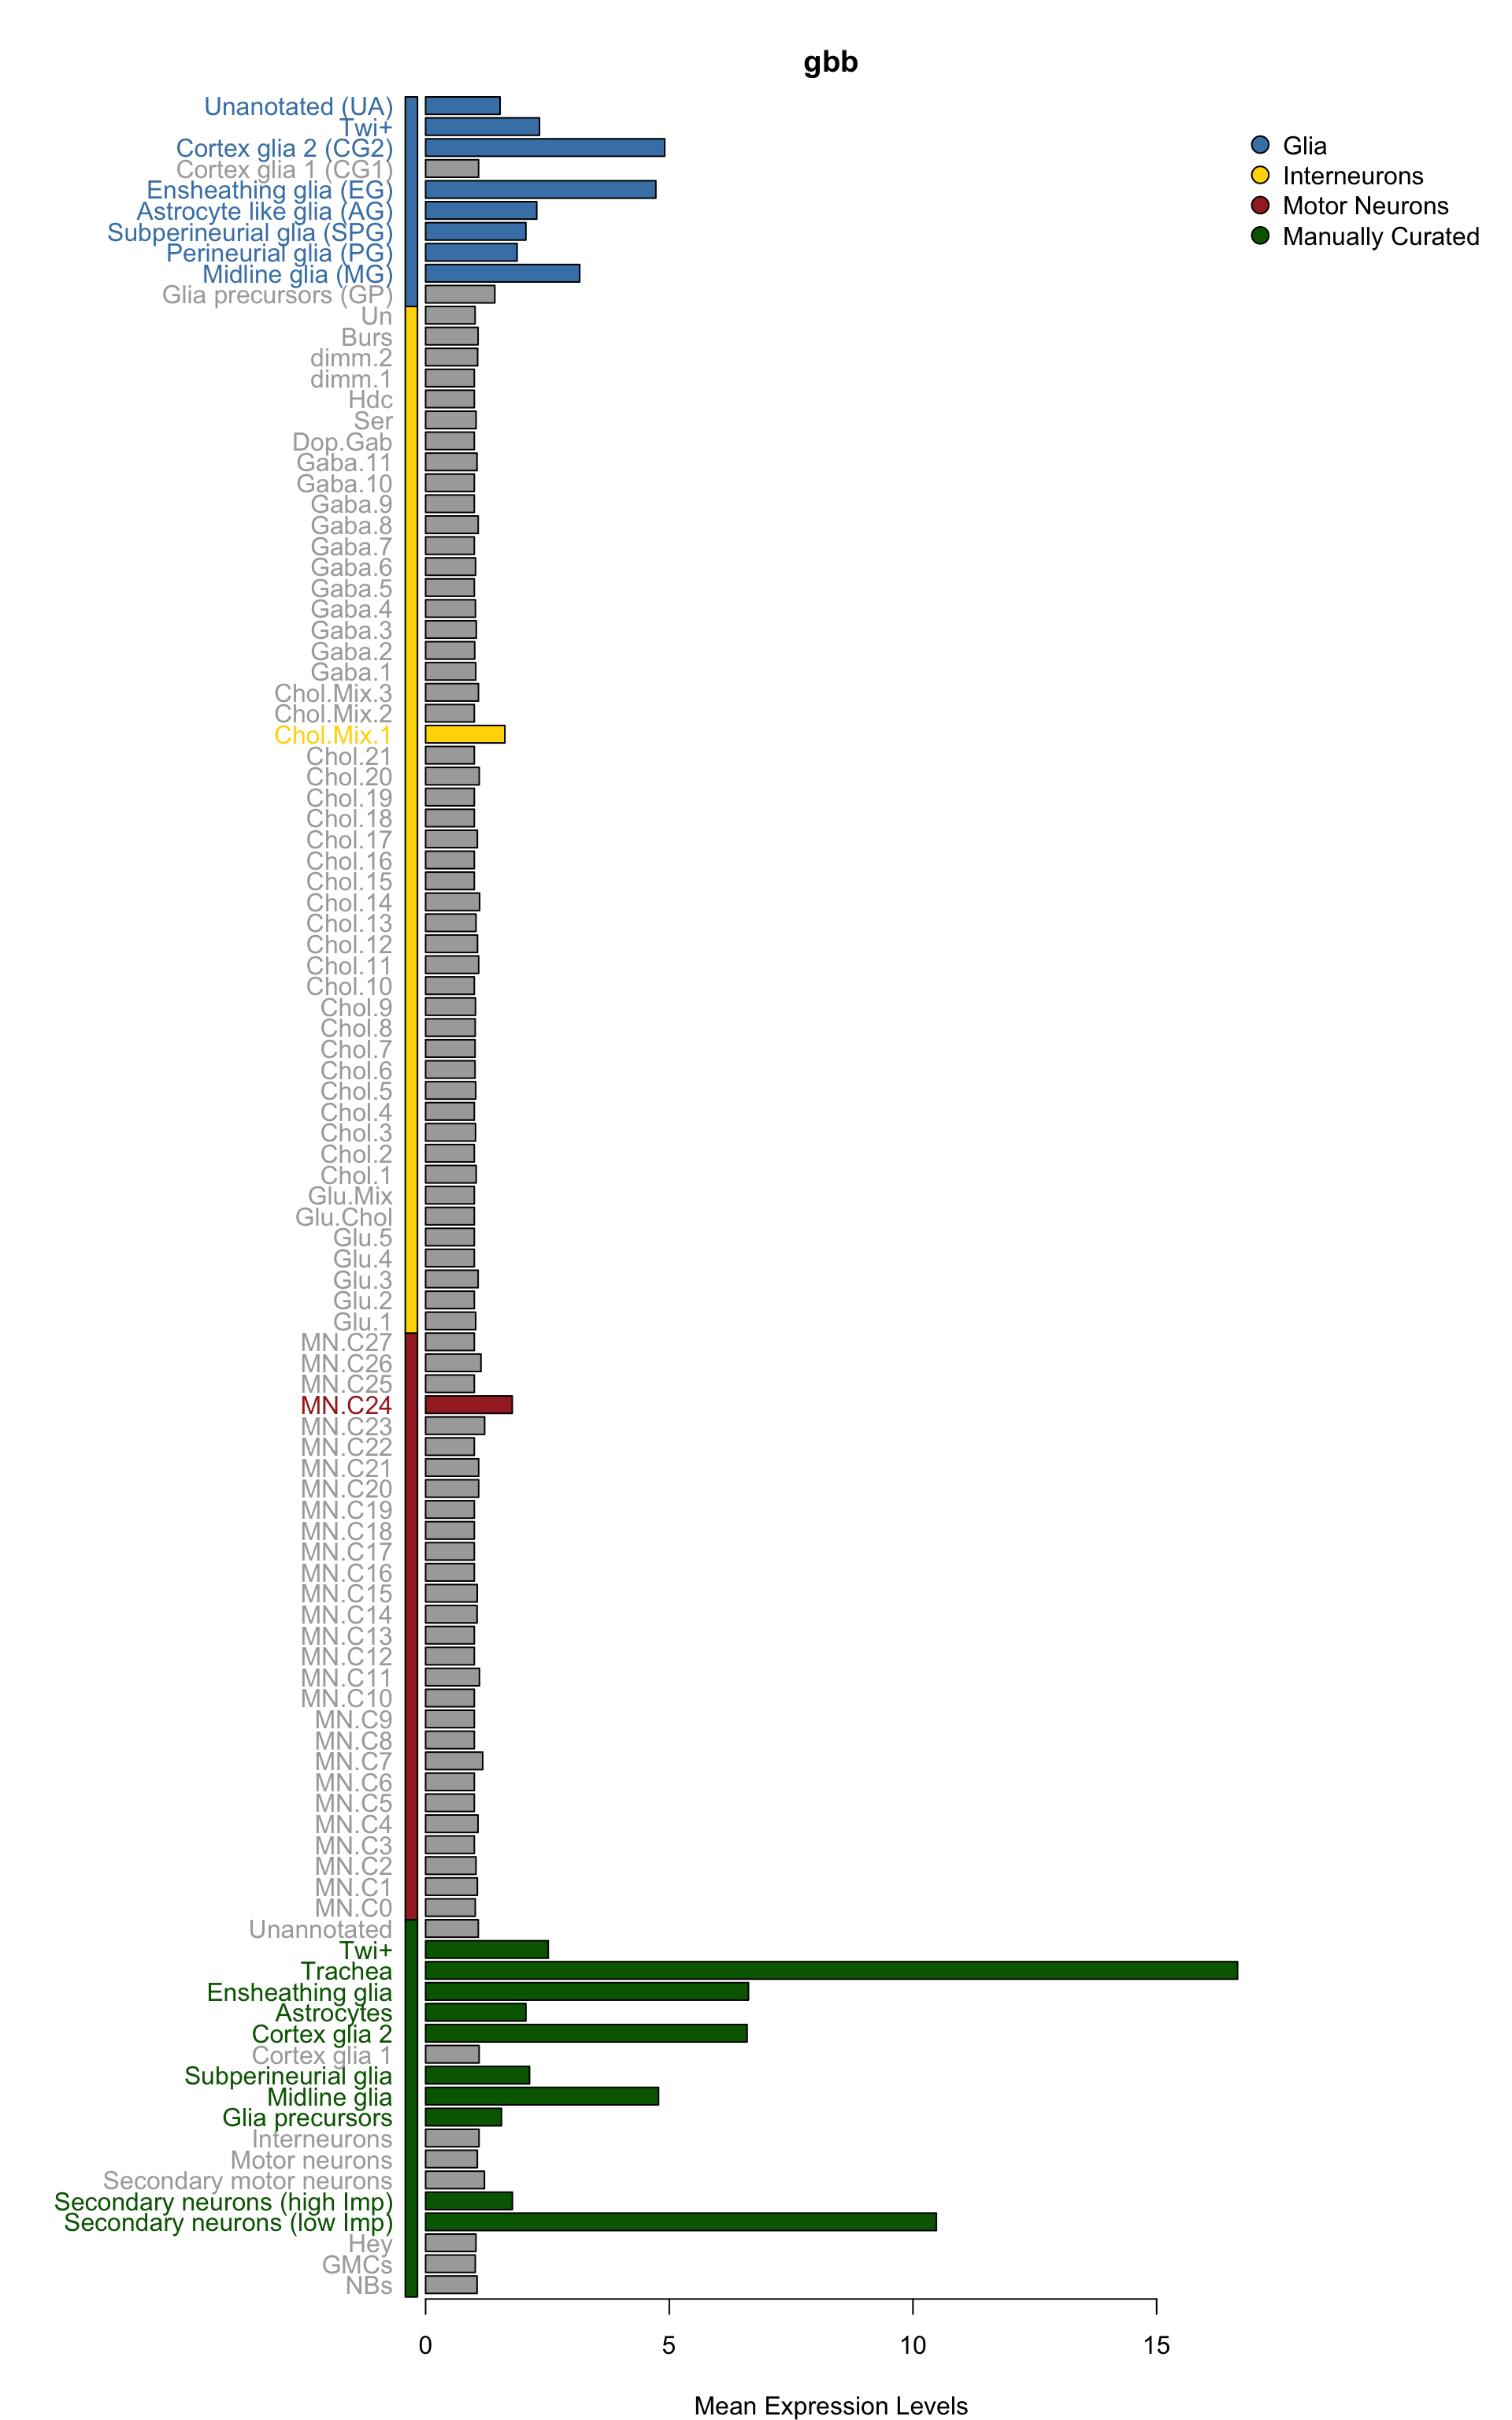 gbb
Unanotated (UA)
Twi+
Cortex glia 2 (CG2)
Cortex glia 1 (CG1)
Ensheathing glia (EG)
Astrocyte like glia (AG)
Subperineurial glia (SPG)
Perineurial glia (PG)
Midline glia (MG)
Glia precursors (GP)
Un
Burs
dimm.2
dimm.1
Hdc
Ser
Dop.Gab
Gaba.11
Gaba.10
Gaba.9
Gaba.8
Gaba.7
Gaba.6
Gaba.5
Gaba.4
Gaba.3
Gaba.2
Gaba.1
Chol.Mix.3
Chol.Mix.2
Chol.Mix.1
Chol.21
Chol.20
Chol.19
Chol.18
Chol.17
Chol.16
Chol.15
Chol.14
Chol.13
Chol.12
Chol.11
Chol.10
Chol.9
Chol.8
Chol.7
Chol.6
Chol.5
Chol.4
Chol.3
Chol.2
Chol.1
Glu.Mix
Glu.Chol
Glu.5
Glu.4
Glu.3
Glu.2
Glu.1
MN.C27
MN.C26
MN.C25
MN.C24
MN.C23
MN.C22
MN.C21
MN.C20
MN.C19
MN.C18
MN.C17
MN.C16
MN.C15
MN.C14
MN.C13
MN.C12
MN.C11
MN.C10
MN.C9
MN.C8
MN.C7
MN.C6
MN.C5
MN.C4
MN.C3
MN.C2
MN.C1
MN.C0
Unannotated
Twi+
Trachea
Ensheathing glia
Astrocytes
Cortex glia 2
Cortex glia 1
Subperineurial glia
Midline glia
Glia precursors
Interneurons
Motor neurons
Secondary motor neurons
Secondary neurons (high Imp)
Secondary neurons (low Imp)
Hey
GMCs
NBs
Glia
Interneurons
Motor Neurons
Manually Curated
0 5 10 15
Mean Expression Levels